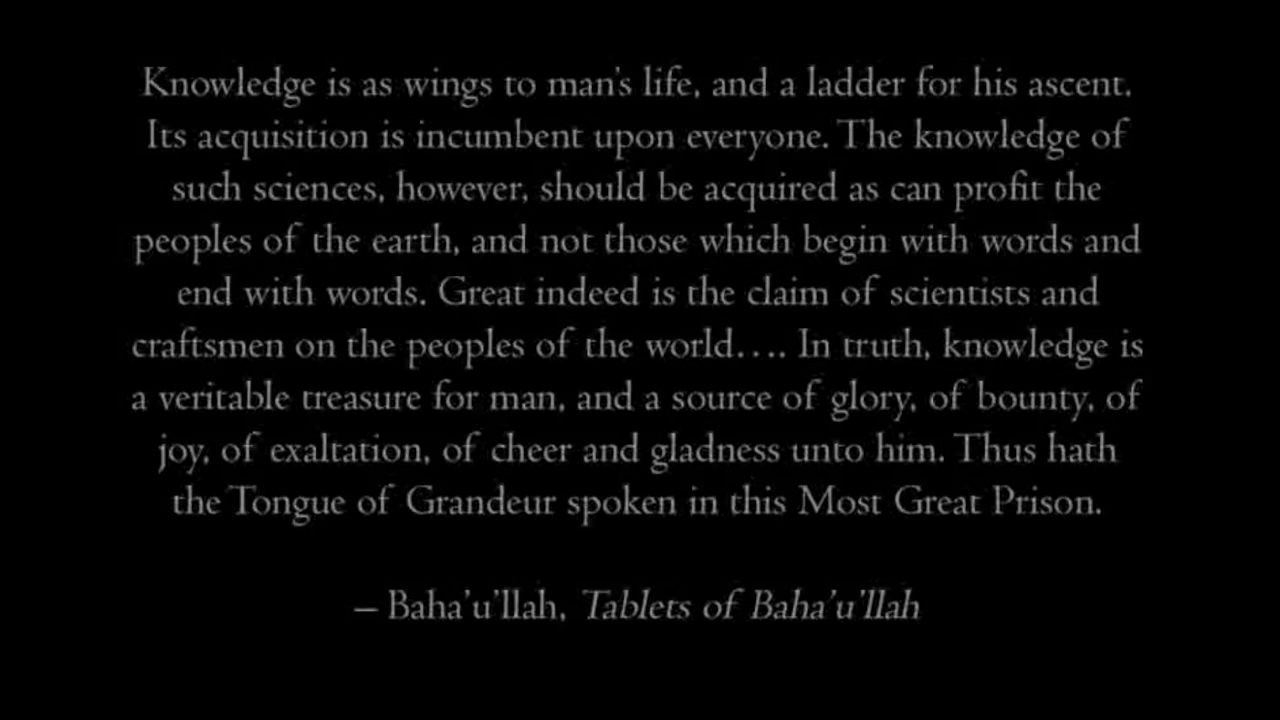 Knowledge is as wings to man's life, and a ladder for his ascent.
Its acquisition is incumbent upon everyone. The knowledge of
such sciences, however, should be acquired as can profit the
peoples of the earth, and not those which begin with words and
end with words. Great indeed is the claim of scientists and
craftsmen on the peoples of the world…. In truth, knowledge is
a veritable treasure for man, and a source of glory, of bounty, of
joy, of exaltation, of cheer and gladness unto him. Thus hath
the Tongue of Grandeur spoken in this Most Great Prison.
– Baha'u'llah, Tablets of Baha'u'llah